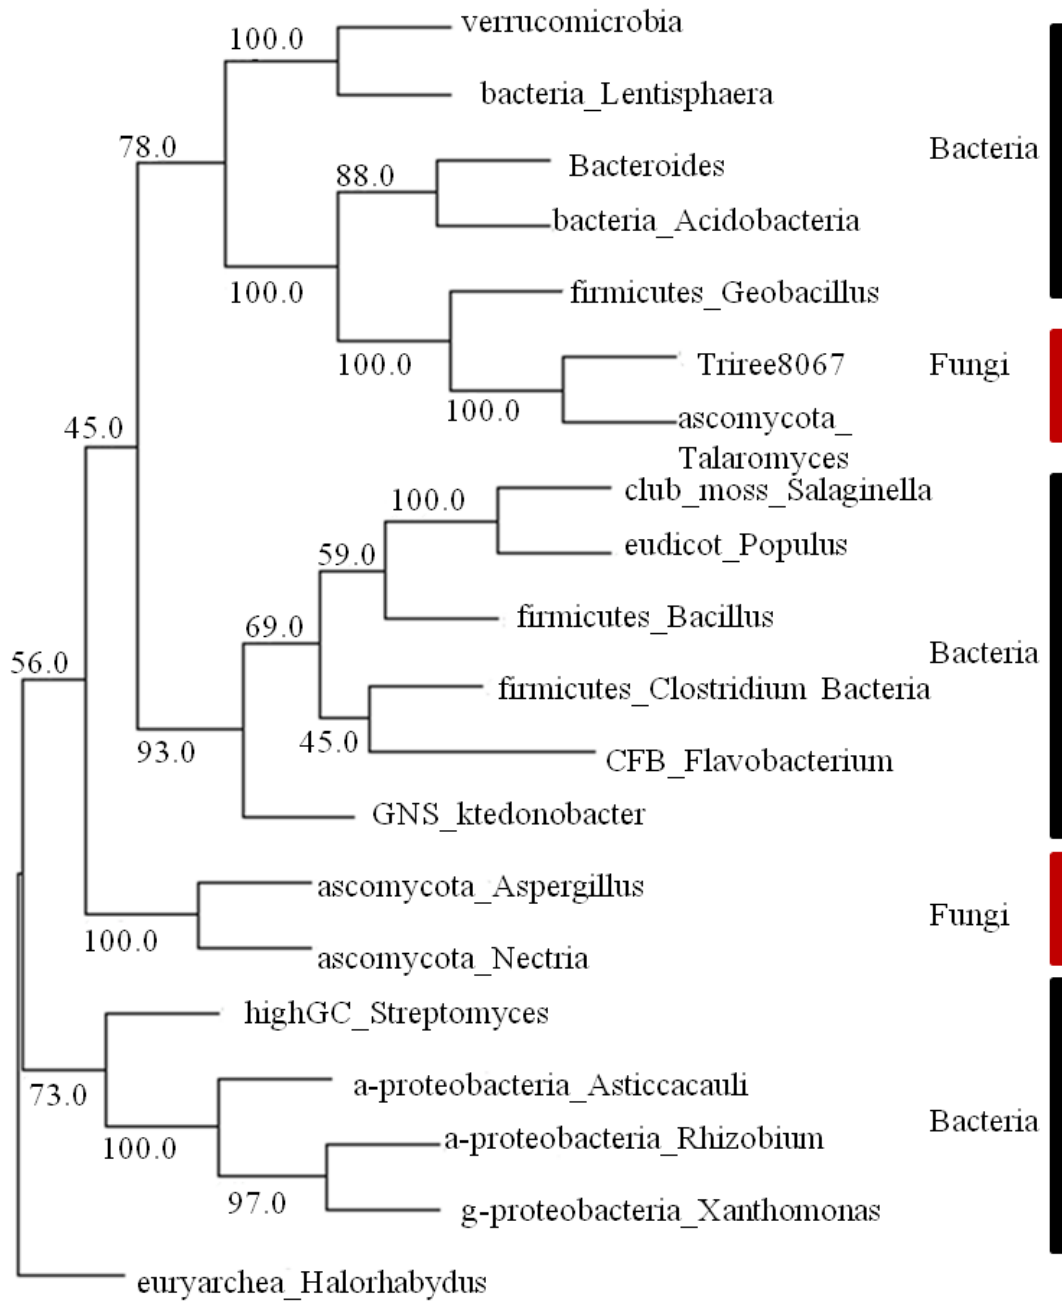 verrucomicrobia
100.0
bacteria_Lentisphaera
78.0
Bacteria
Bacteroides
88.0
bacteria_Acidobacteria
100.0
firmicutes_Geobacillus
100.0
Triree8067
Fungi
100.0
ascomycota_
Talaromyces
45.0
club_moss_Salaginella
100.0
eudicot_Populus
59.0
firmicutes_Bacillus
69.0
Bacteria
56.0
firmicutes_Clostridium Bacteria
45.0
93.0
CFB_Flavobacterium
GNS_ktedonobacter
ascomycota_Aspergillus
Fungi
100.0
ascomycota_Nectria
highGC_Streptomyces
73.0
a-proteobacteria_Asticcacauli
Bacteria
100.0
a-proteobacteria_Rhizobium
97.0
g-proteobacteria_Xanthomonas
euryarchea_Halorhabydus